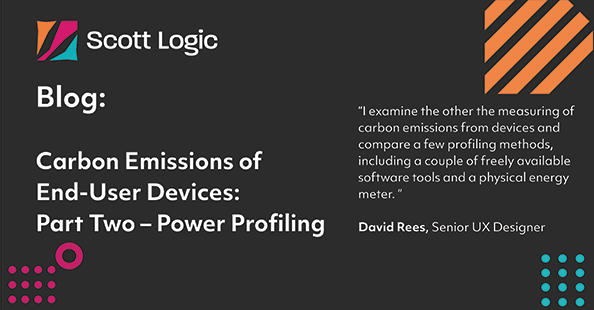 Scott Logic
Blog:
Carbon Emissions of
End-User Devices:
Part Two – Power Profiling
"I examine the other the measuring of
carbon emissions from devices and
compare a few profiling methods,
including a couple of freely available
software tools and a physical energy
meter. "
David Rees, Senior UX Designer